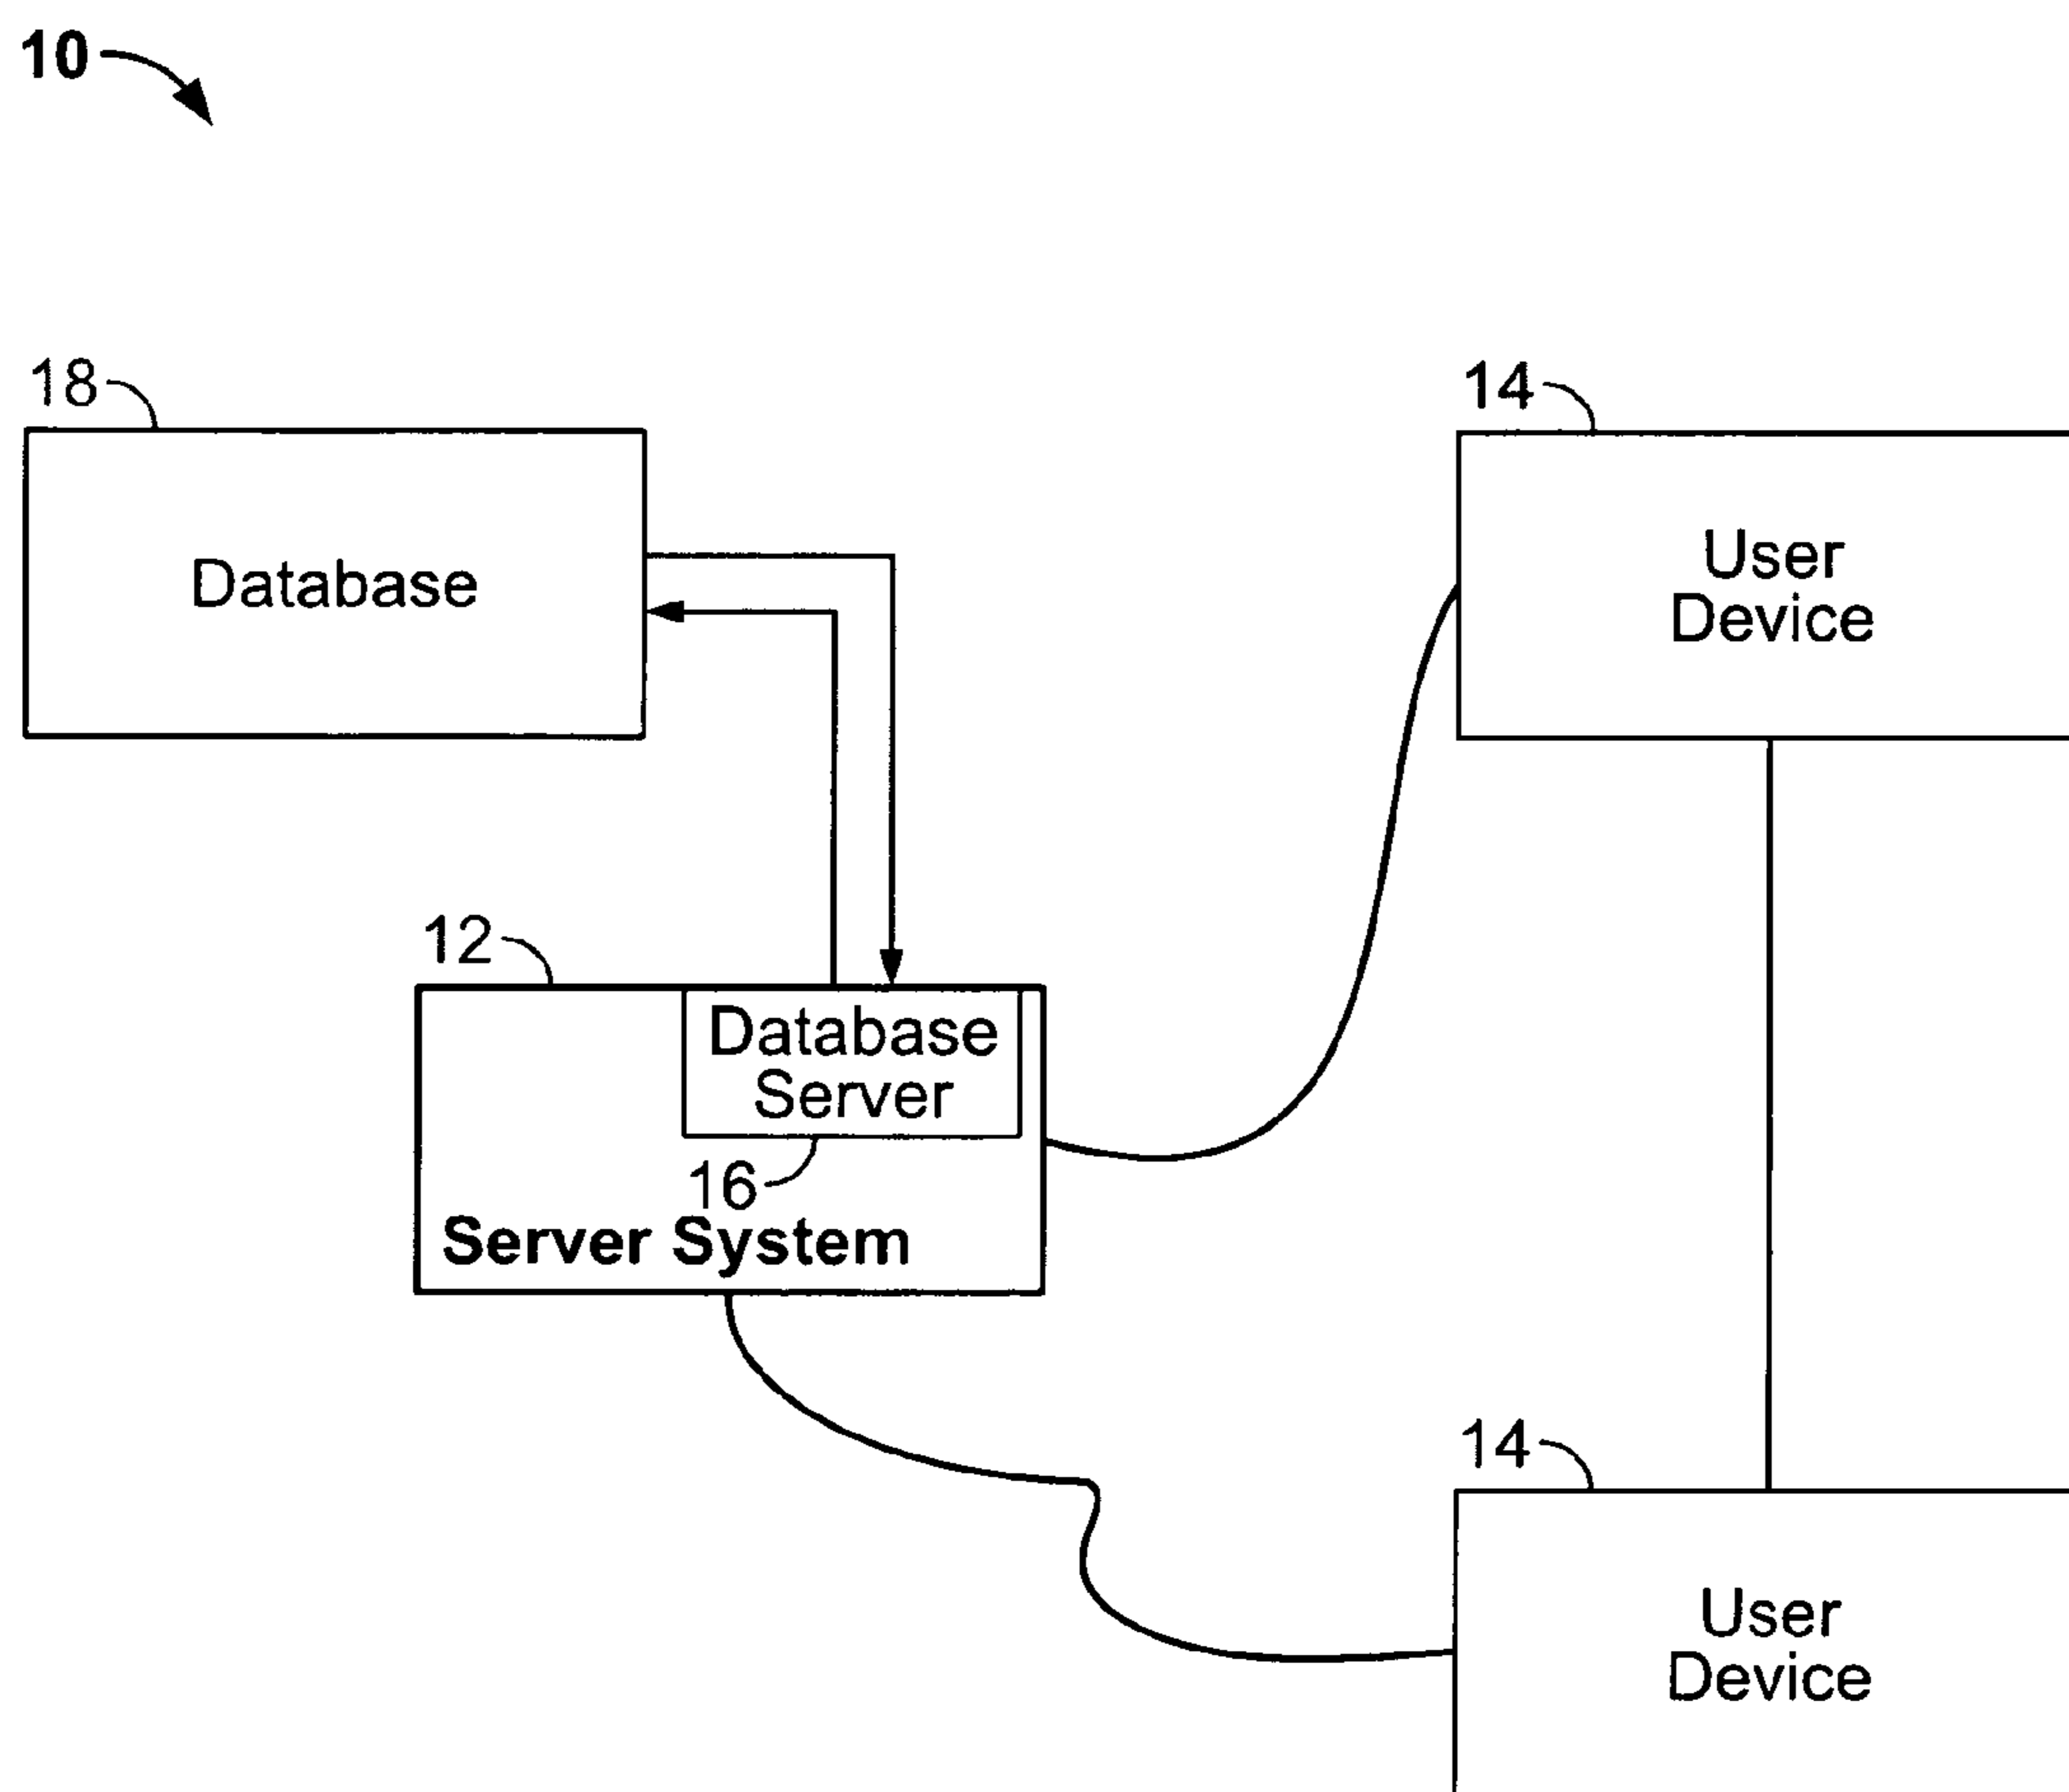 10
18
14
Database
User
Device
12
Database
Server
16
Server System
14
User
Device